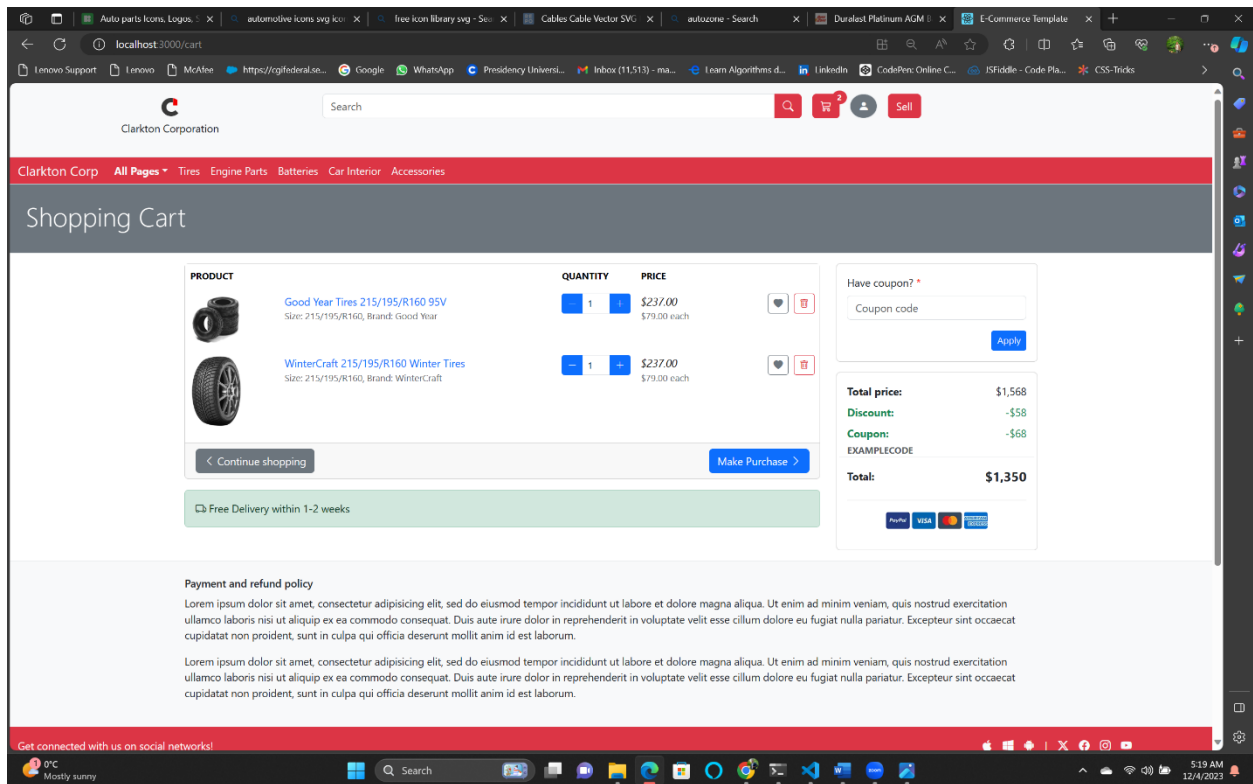 Auto parts Icons, Logos, S
automotive icons svg icon
free icon library svg - Sea
Cables Cable Vector SVG
autozone - Search
Duralast Platinum AGM B
E-Commerce Template
localhost:3000/cart
Lenovo Support
Lenovo
McAfee
https://cgifederal.se...
Google
WhatsApp
Presidency Universi...
Inbox (11,513) - ma...
Learn Algorithms d...
LinkedIn
CodePen: Online C...
JSFiddle - Code Pla...
CSS-Tricks
Clarkton Corporation
Search
2
Sell
Clarkton Corp
All Pages
Tires
Engine Parts
Batteries
Car Interior
Accessories
Shopping Cart
PRODUCT
QUANTITY
PRICE
Good Year Tires 215/195/R160 95V
Size: 215/195/R160, Brand: Good Year
1
$237.00
$79.00 each
WinterCraft 215/195/R160 Winter Tires
Size: 215/195/R160, Brand: WinterCraft
1
$237.00
$79.00 each
Continue shopping
Make Purchase
Free Delivery within 1-2 weeks
Have coupon? *
Coupon code
Apply
Total price: $1,568
Discount: -$58
Coupon: -$68
EXAMPLECODE
Total: $1,350
PayPal
VISA
Payment and refund policy
Lorem ipsum dolor sit amet, consectetur adipisicing elit, sed do eiusmod tempor incididunt ut labore et dolore magna aliqua. Ut enim ad minim veniam, quis nostrud exercitation
ullamco laboris nisi ut aliquip ex ea commodo consequat. Duis aute irure dolor in reprehenderit in voluptate velit esse cillum dolore eu fugiat nulla pariatur. Excepteur sint occaecat
cupidatat non proident, sunt in culpa qui officia deserunt mollit anim id est laborum.
Lorem ipsum dolor sit amet, consectetur adipisicing elit, sed do eiusmod tempor incididunt ut labore et dolore magna aliqua. Ut enim ad minim veniam, quis nostrud exercitation
ullamco laboris nisi ut aliquip ex ea commodo consequat. Duis aute irure dolor in reprehenderit in voluptate velit esse cillum dolore eu fugiat nulla pariatur. Excepteur sint occaecat
cupidatat non proident, sunt in culpa qui officia deserunt mollit anim id est laborum.
Get connected with us on social networks!
1
0°C
Mostly sunny
Search
zoom
5:19 AM
12/4/2023